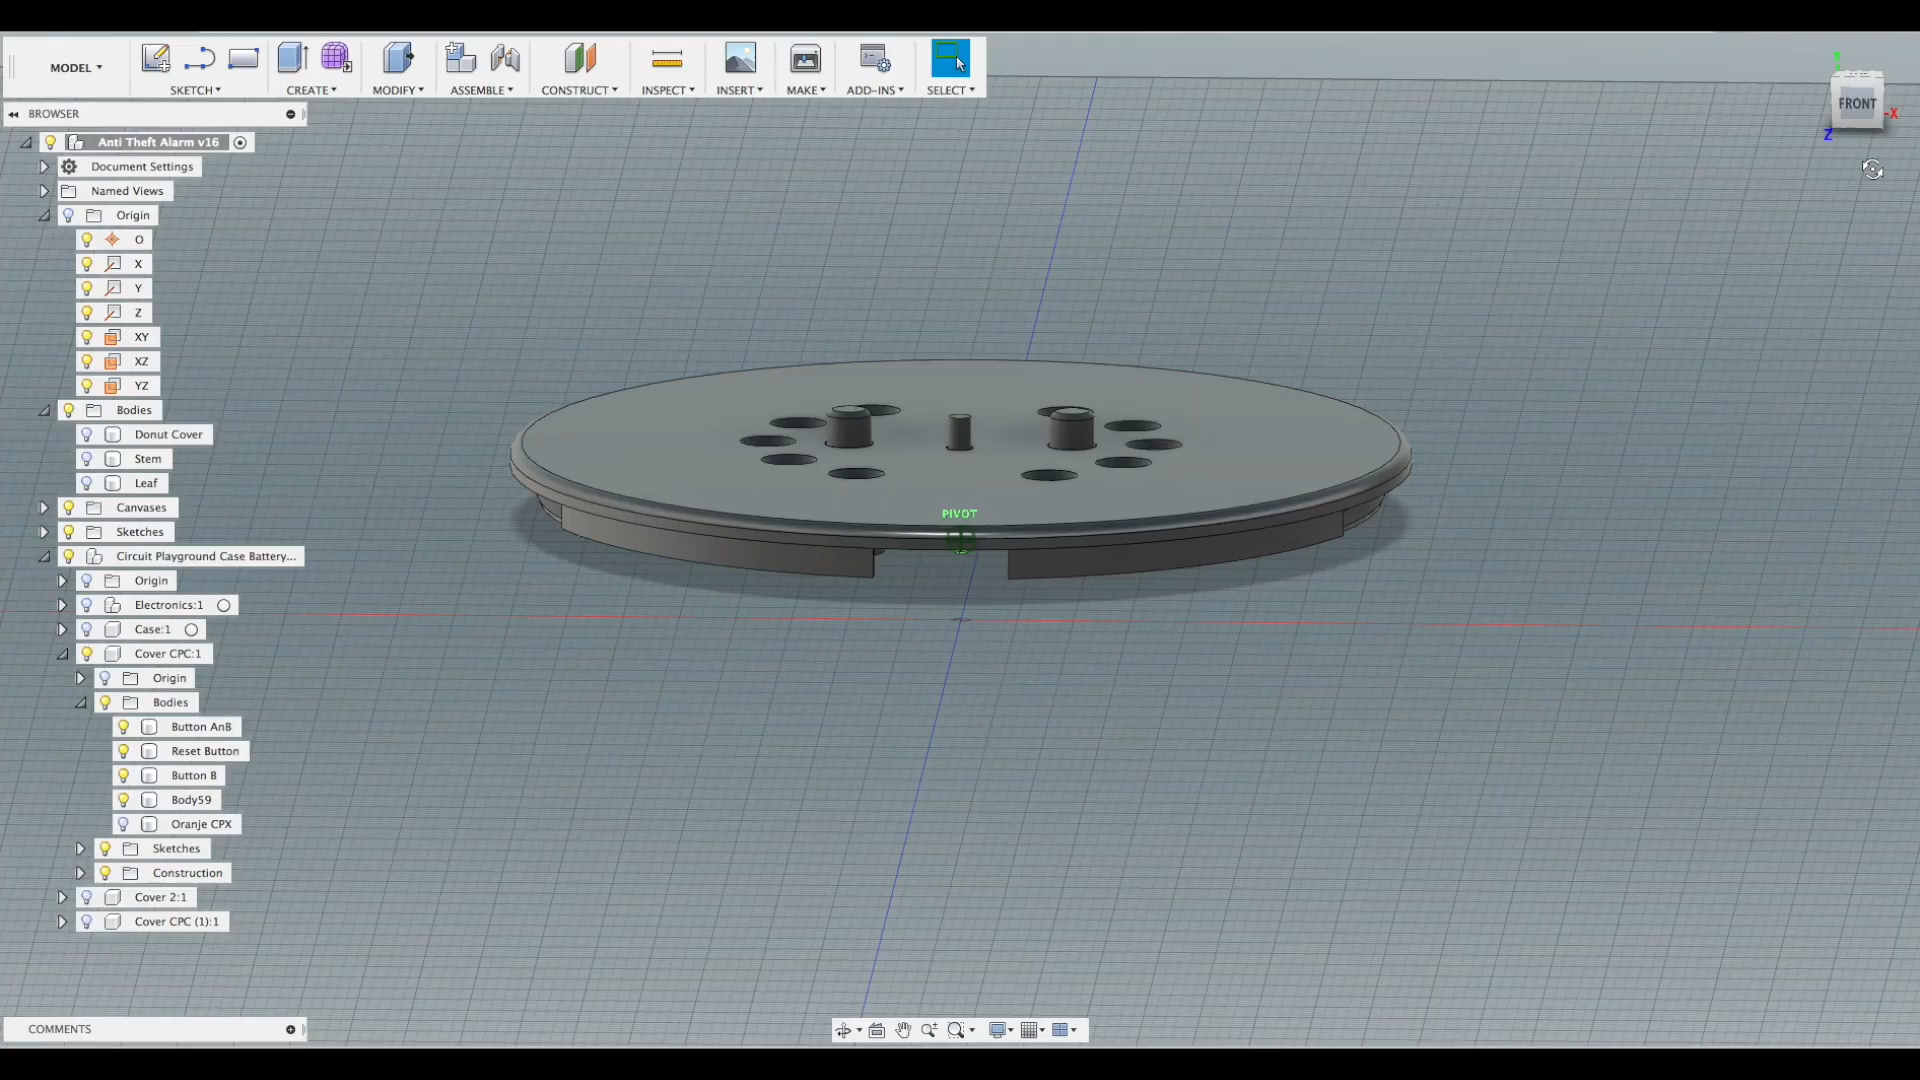 MODEL
SKETCH
CREATE
MODIFY
ASSEMBLE
CONSTRUCT
INSPECT
INSERT
MAKE
ADD-INS
SELECT
FRONT
X
Z
BROWSER
Anti Theft Alarm v16
Document Settings
Named Views
Origin
O
X
Y
Z
XY
XZ
YZ
Bodies
Donut Cover
Stem
Leaf
Canvases
Sketches
Circuit Playground Case Battery...
Origin
Electronics:1
Case:1
Cover CPC:1
Origin
Bodies
Button AnB
Reset Button
Button B
Body59
Oranje CPX
Sketches
Construction
Cover 2:1
Cover CPC (1):1
PIVOT
COMMENTS